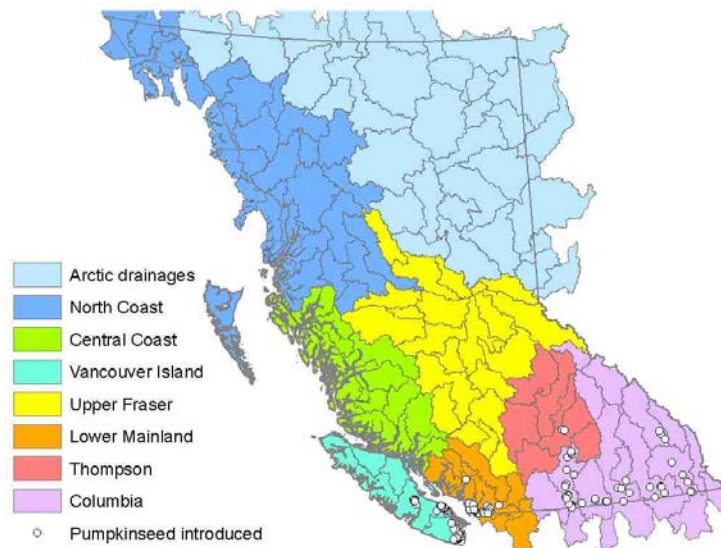 Arctic drainages
North Coast
Central Coast
Vancouver Island
Upper Fraser
Lower Mainland
Thompson
Columbia
Pumpkinseed introduced